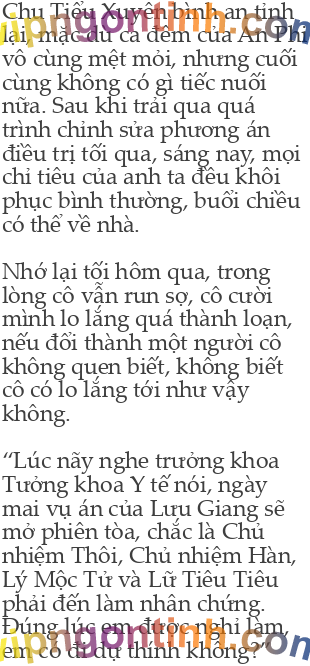 Chu Tiểu Xuyên bình an tỉnh
lại, mặc dù cả đêm của An Phỉ
vô cùng mệt mỏi, nhưng cuối
cùng không có gì tiếc nuối
nữa. Sau khi trải qua quá
trình chỉnh sửa phương án
điều trị tối qua, sáng nay, mọi
chỉ tiêu của anh ta đều khôi
phục bình thường, buổi chiều
có thể về nhà.
Nhớ lại tối hôm qua, trong
lòng cô vẫn run sợ, cô cười
mình lo lắng quá thành loạn,
nếu đổi thành một người cô
không quen biết, không biết
cô có lo lắng tới như vậy
không.
“Lúc nãy nghe trưởng khoa
Tưởng khoa Y tế nói, ngày
mai vụ án của Lưu Giang sẽ
mở phiên tòa, chắc là Chủ
nhiệm Thôi, Chủ nhiệm Hàn,
Lý Mộc Tử và Lữ Tiêu Tiêu
phải đến làm nhân chứng.
Đúng lúc em được nghỉ làm,
em có đi dự thính không?”
vipngontinh.com
vipngontinh.com